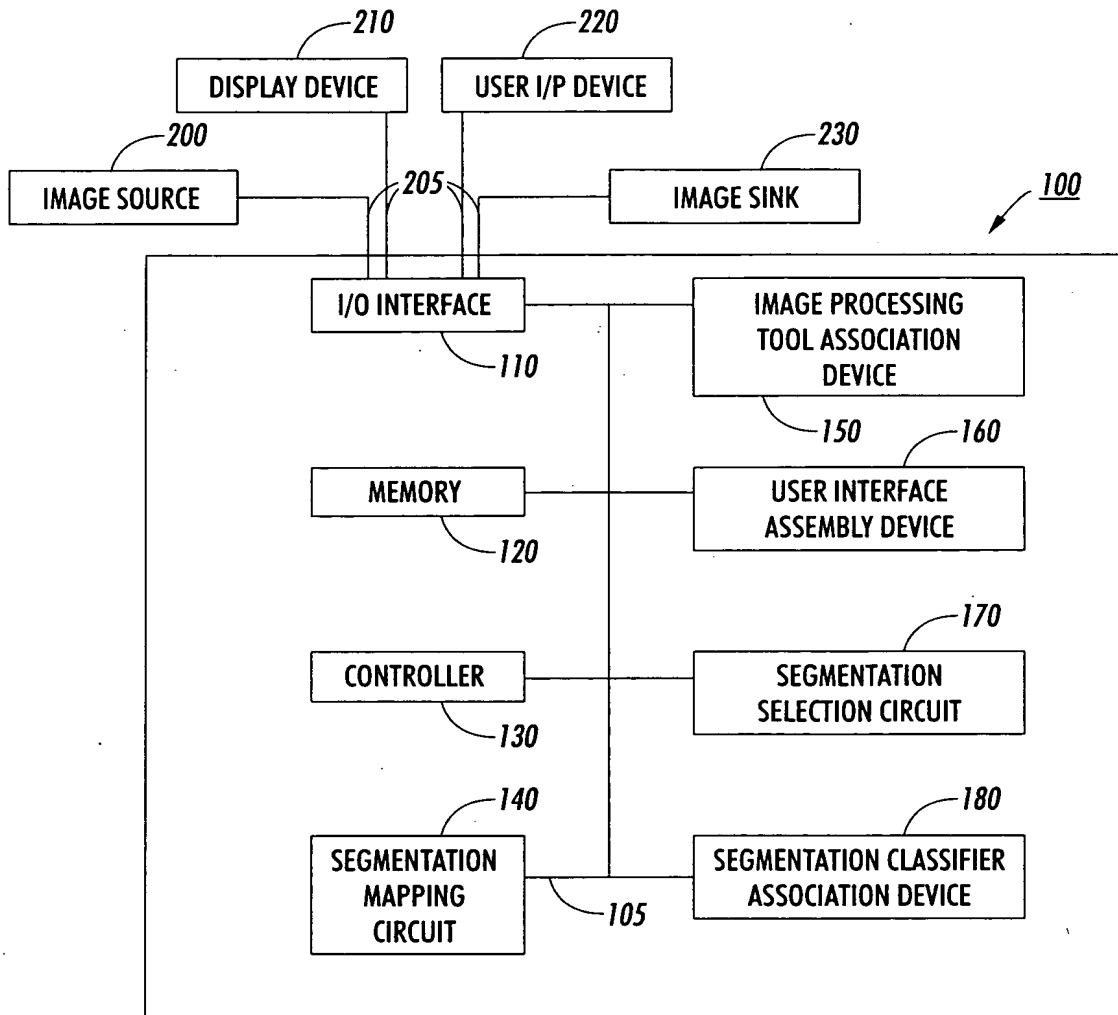 210
220
DISPLAY DEVICE
USER I/P DEVICE
200
230
IMAGE SOURCE
205
IMAGE SINK
100
I/O INTERFACE
110
IMAGE PROCESSING
TOOL ASSOCIATION
DEVICE
150
160
MEMORY
120
USER INTERFACE
ASSEMBLY DEVICE
170
CONTROLLER
130
SEGMENTATION
SELECTION CIRCUIT
140
180
SEGMENTATION
MAPPING
CIRCUIT
105
SEGMENTATION CLASSIFIER
ASSOCIATION DEVICE